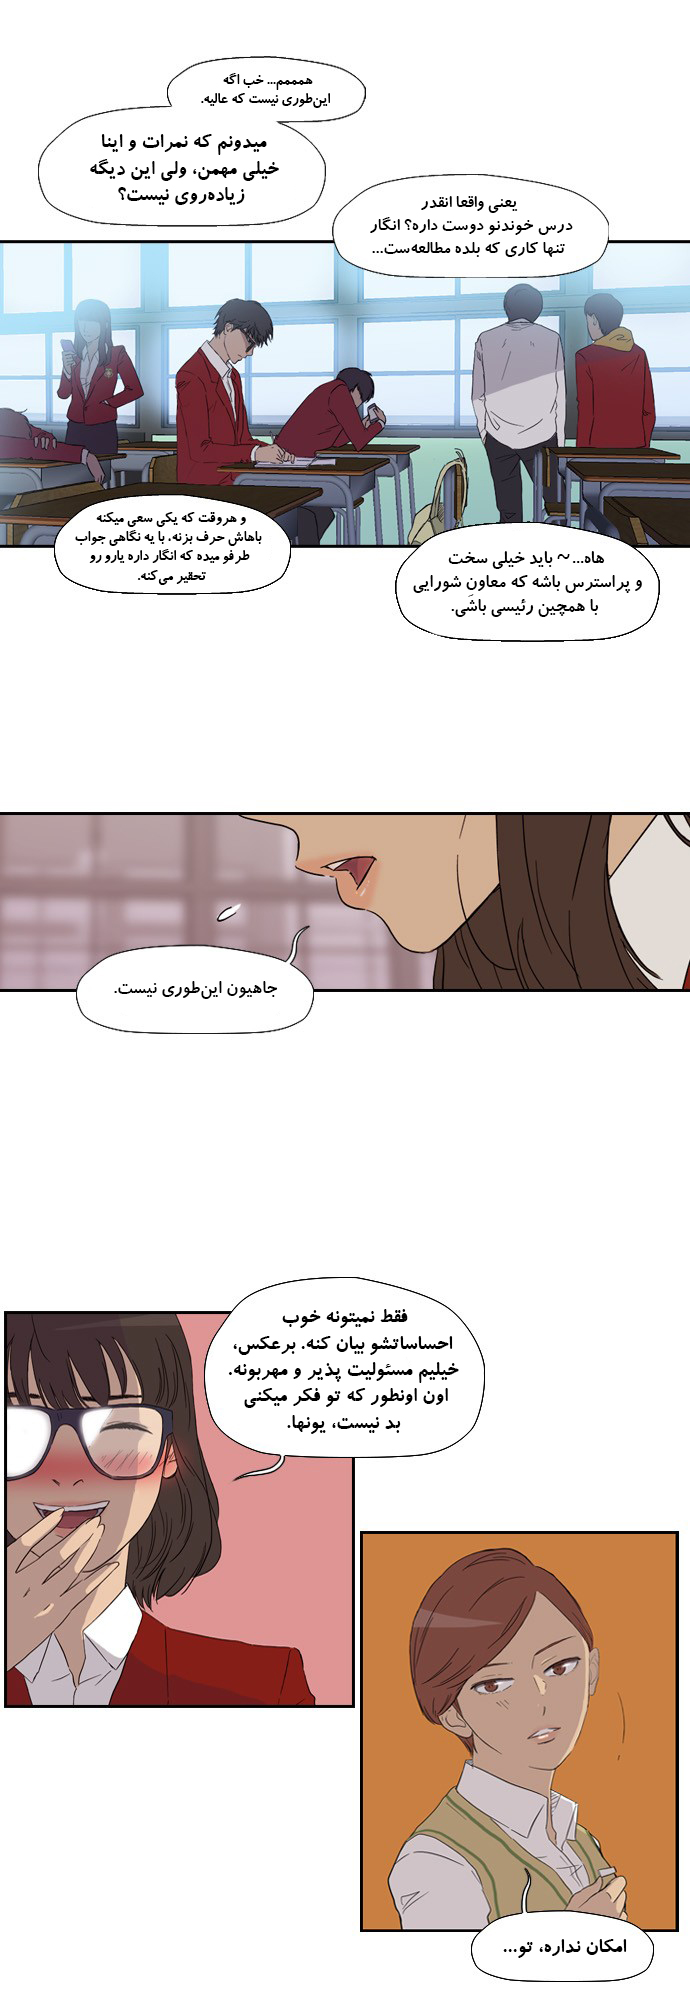 هممممم... خب اگه
این‌طوری نیست که عالیه.
میدونم که نمرات و اینا
خیلی مهمن، ولی این دیگه
زیاده‌روی نیست؟
یعنی واقعا انقدر
درس خوندنو دوست داره؟ انگار
تنها کاری که بلده مطالعه‌ست...
و هروقت که یکی سعی میکنه
باهاش حرف بزنه، با یه نگاهی جواب
طرفو میده که انگار داره یارو رو
تحقیر می‌کنه.
هاه...~ باید خیلی سخت
و پراسترس باشه که معاون شورایی
با همچین رئیسی باشَی.
جاهیون این‌طوری نیست.
فقط نمیتونه خوب
احساساتشو بیان کنه. برعکس،
خیلیم مسئولیت پذیر و مهربونه.
اون اونطور که تو فکر میکنی
بد نیست، یونها.
امکان نداره، تو...